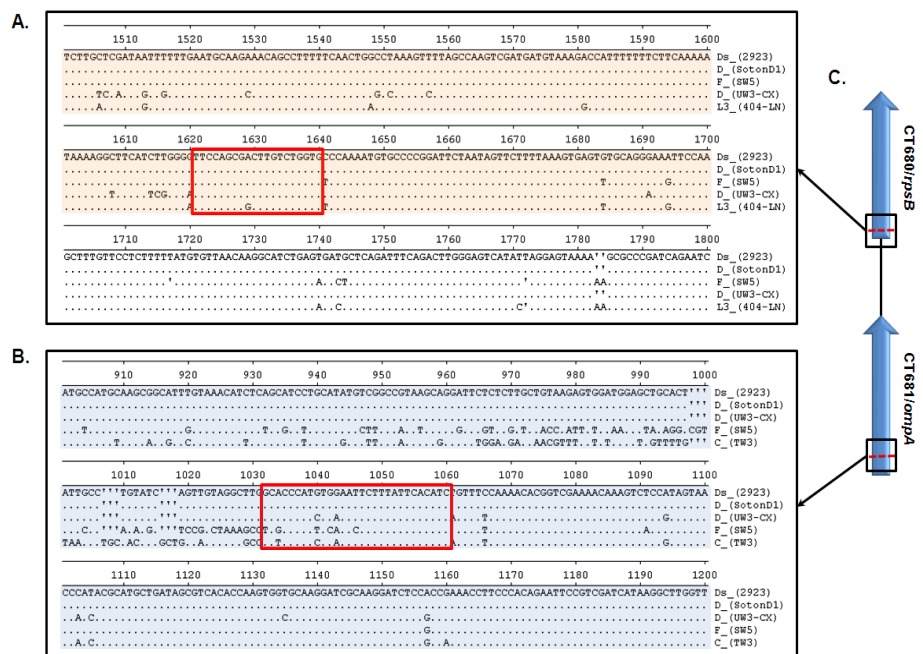 A.
1510 1520 1530 1540 1550 1560 1570 1580 1590 1600
TCTTGCTCGATAATTTTTTGAATGCAAGAAACAGCCTTTTTCAACTGGCCTAAAGTTTTAGCCAAGTCGATGATGTAAAGACCATTTTTTTCTTCAAAAA Ds_(2923)
.................................................................................................... D_(SotonD1)
.................................................................................................... F_(SW5)
.....TC.A...G..G............C...................G.C.....C........................................... D_(UW3-CX)
.....A......G..................................G................................G................... L3_(404-LN)
1620 1630 1640 1650 1660 1670 1680 1690 1700
TAAAAGGCTTCATCTTGGGGTTCCAGCGACTTGTCTGGTGCCCAAAATGTGCCCCGGATTCTAATAGTTCTTTTAAAGTGAGTGTGCAGGGAAATTCCAA Ds_(2923)
.................................................................................................... D_(SotonD1)
........................................T..........................................T.........G...... F_(SW5)
.......T.....TCG...A......................................................................A......... D_(UW3-CX)
...................A........G...........T..........................................T.........G...... L3_(404-LN)
1710 1720 1730 1740 1750 1760 1770 1780 1790 1800
GCTTTGTTCCTCTTTTTATGTGTTAACAAGGCATCTGAGTGATGCTCAGATTTCAGACTTGGGAGTCATATTAGGAGTAAAA''GCGCCCGATCAGAATC Ds_(2923)
..................................................................................''................ D_(SotonD1)
................'......................A..CT............................'.........AA................ F_(SW5)
..................................................................................''................ D_(UW3-CX)
.......................................A..C............................C'.........AA................ L3_(404-LN)
B.
910 920 930 940 950 960 970 980 990 1000
ATGCCATGCAAGCGGCATTTGTAAACATCTCAGCATCCTGCATATGTCGGCCGTAAGCAGGATTCTCTCTTGCTGTAAGAGTGGATGGAGCTGCACT''' Ds_(2923)
.................................................................................................''' D_(SotonD1)
.................................................................................................''' D_(UW3-CX)
F_(SW5)
C_(TW3)
1010 1020 1030 1040 1050 1060 1070 1080 1090 1100
ATTGCC'''TGTATC'''AGTTGTAGGCTTGGCACCCATGTGGAATTCTTTATTCACATCTGTTTCCAAAACACGGTCGAAAACAAAGTCTCCATAGTAA Ds_(2923)
......'''......'''.................................................................................. D_(SotonD1)
D_(UW3-CX)
F_(SW5)
C_(TW3)
1110 1120 1130 1140 1150 1160 1170 1180 1190 1200
CCCATACGCATGCTGATAGCGTCACACCAAGTGGTGCAAGGATCGCAAGGATCTCCACCGAAACCTTCCCACAGAATTCCGTCGATCATAAGGCTTGGTT Ds_(2923)
.................................................................................................... D_(SotonD1)
..A.C.............................C.....................G........................................... D_(UW3-CX)
........................................................G........................................... F_(SW5)
..A.C...................................................G..A........................................ C_(TW3)
C.
CT680/rpsB
CT681/ompA